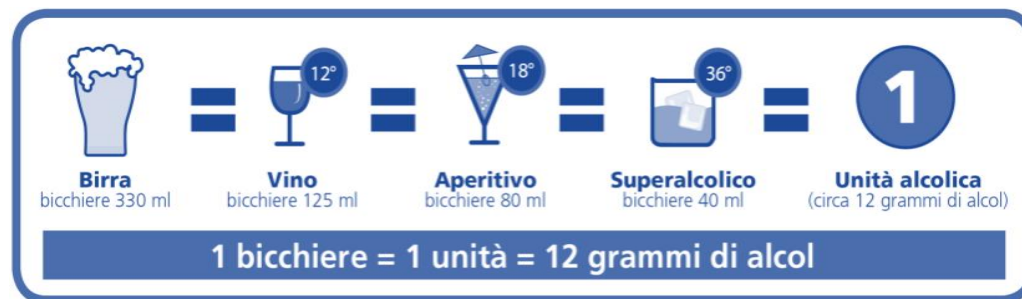 12°
18°
36°
1
Birra
bicchiere 330 ml
Vino
bicchiere 125 ml
Aperitivo
bicchiere 80 ml
Superalcolico
bicchiere 40 ml
Unità alcolica
(circa 12 grammi di alcol)
1 bicchiere = 1 unità = 12 grammi di alcol